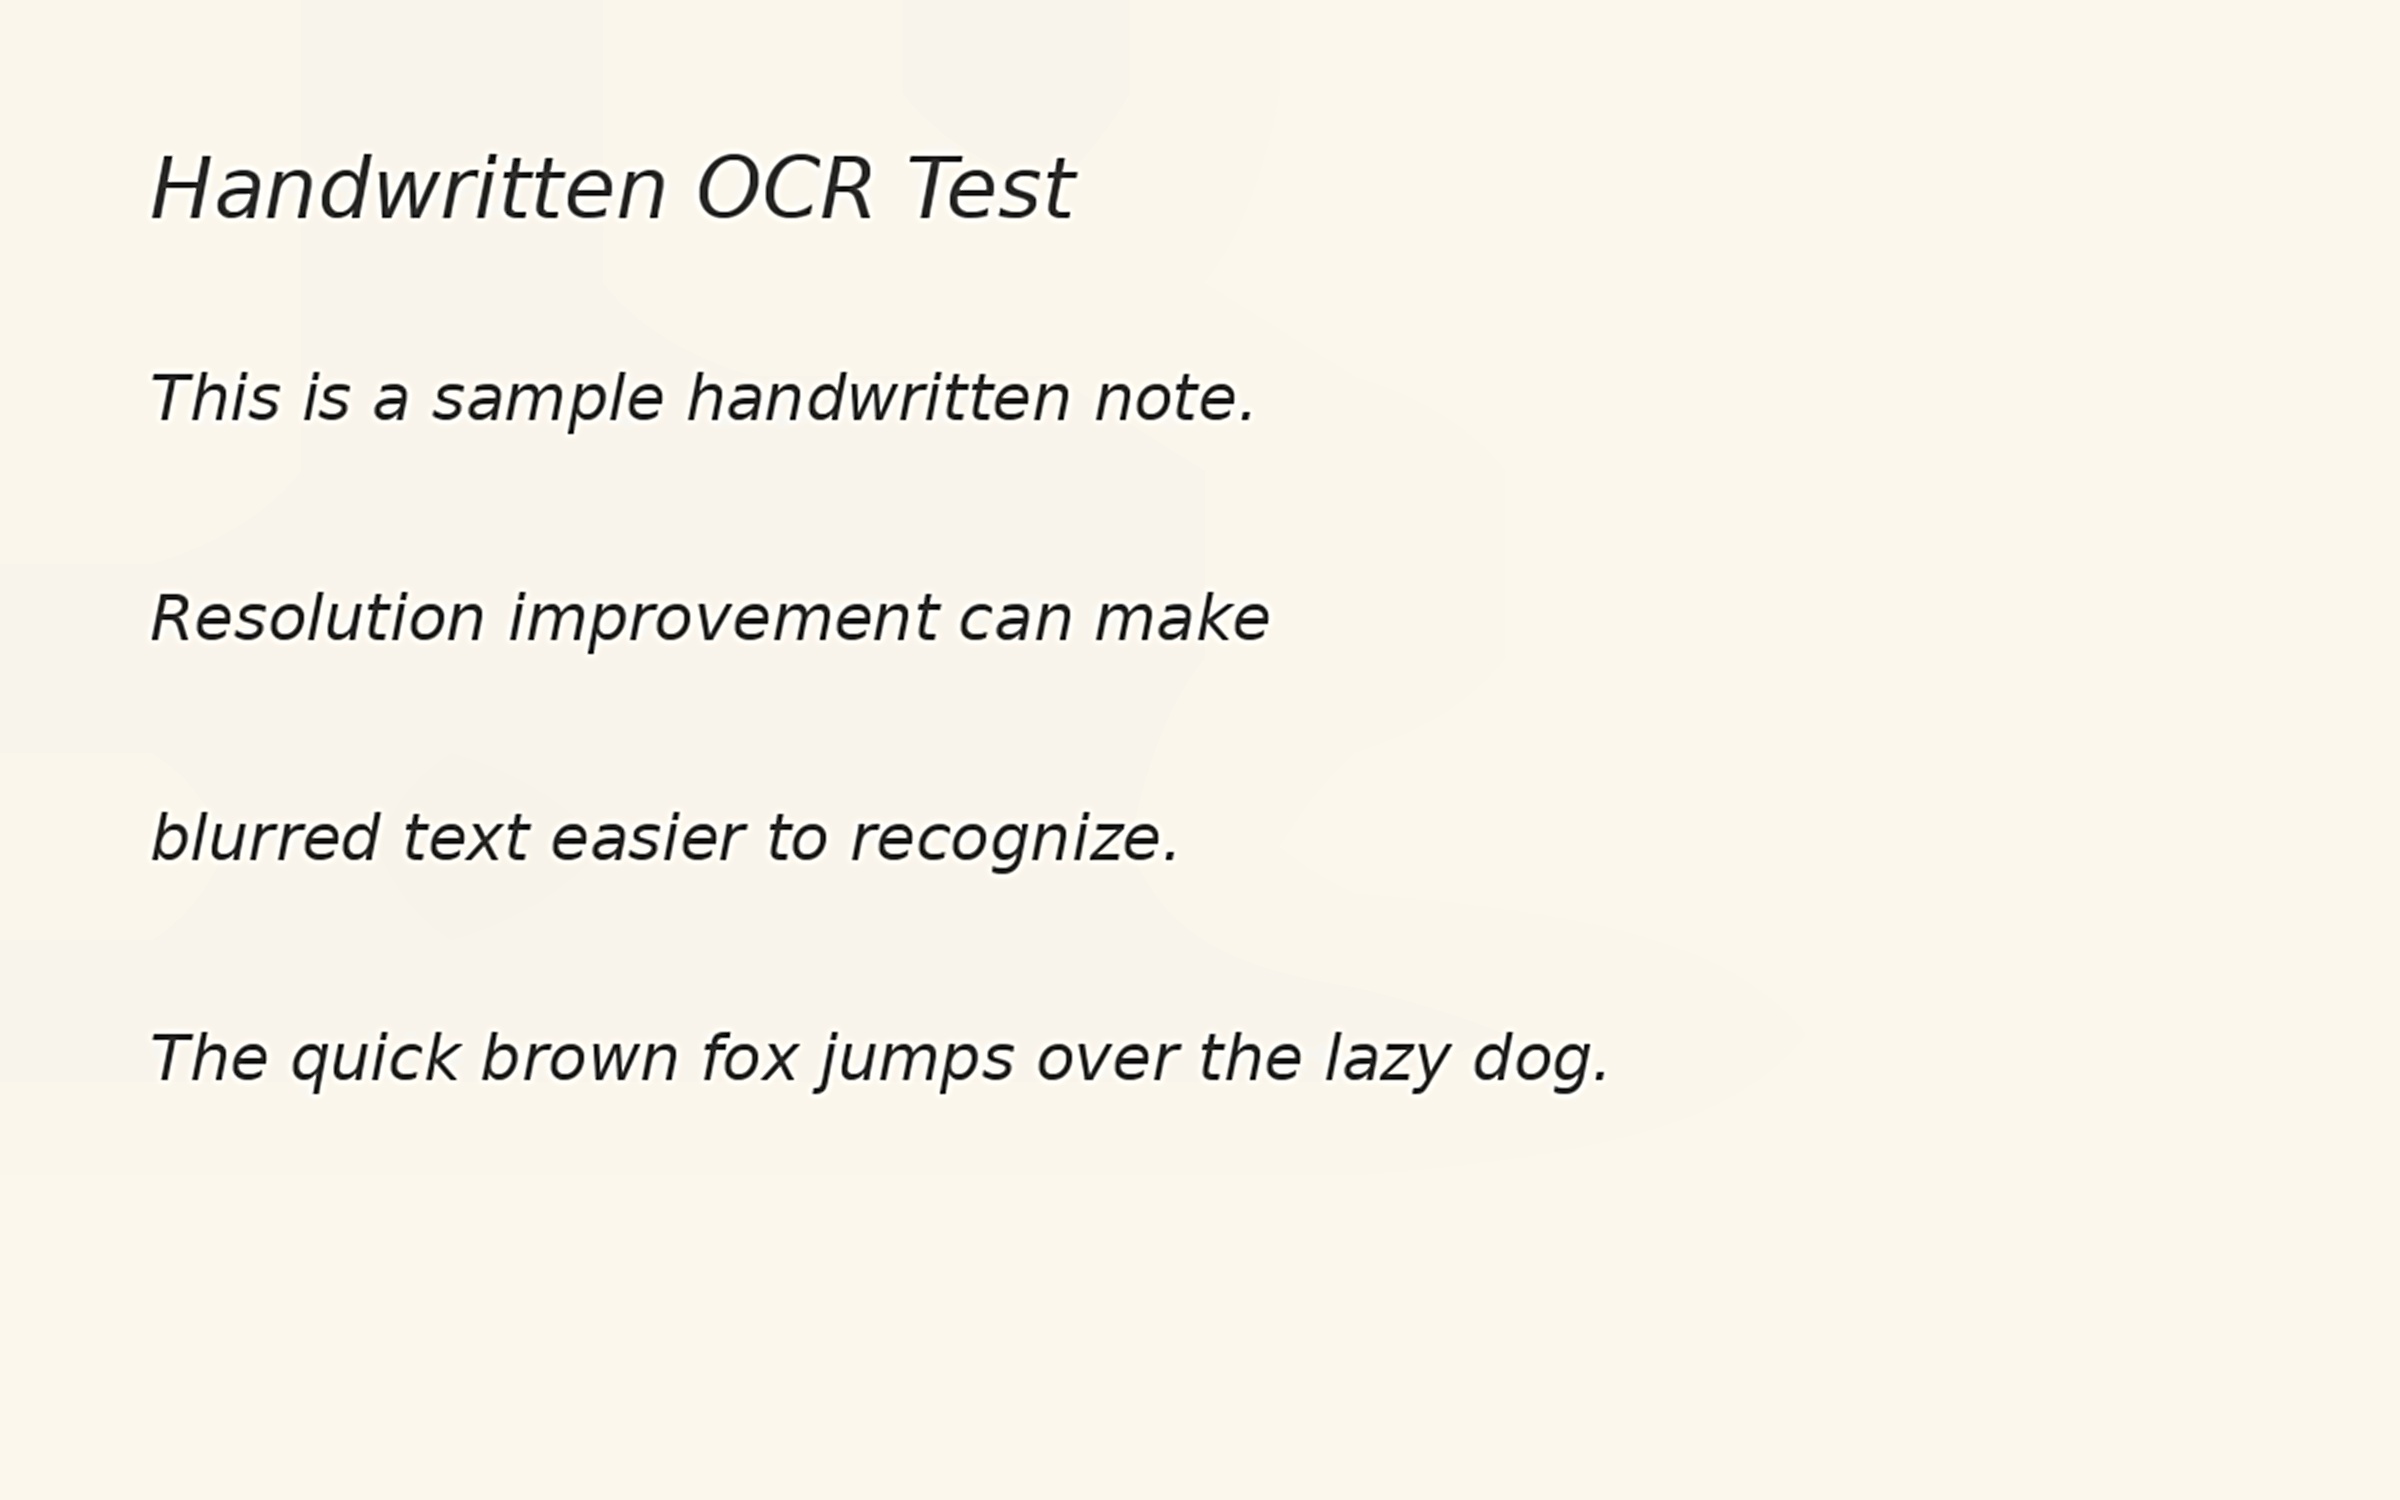 Handwritten OCR Test
This is a sample handwritten note.
Resolution improvement can make
blurred text easier to recognize.
The quick brown fox jumps over the lazy dog.